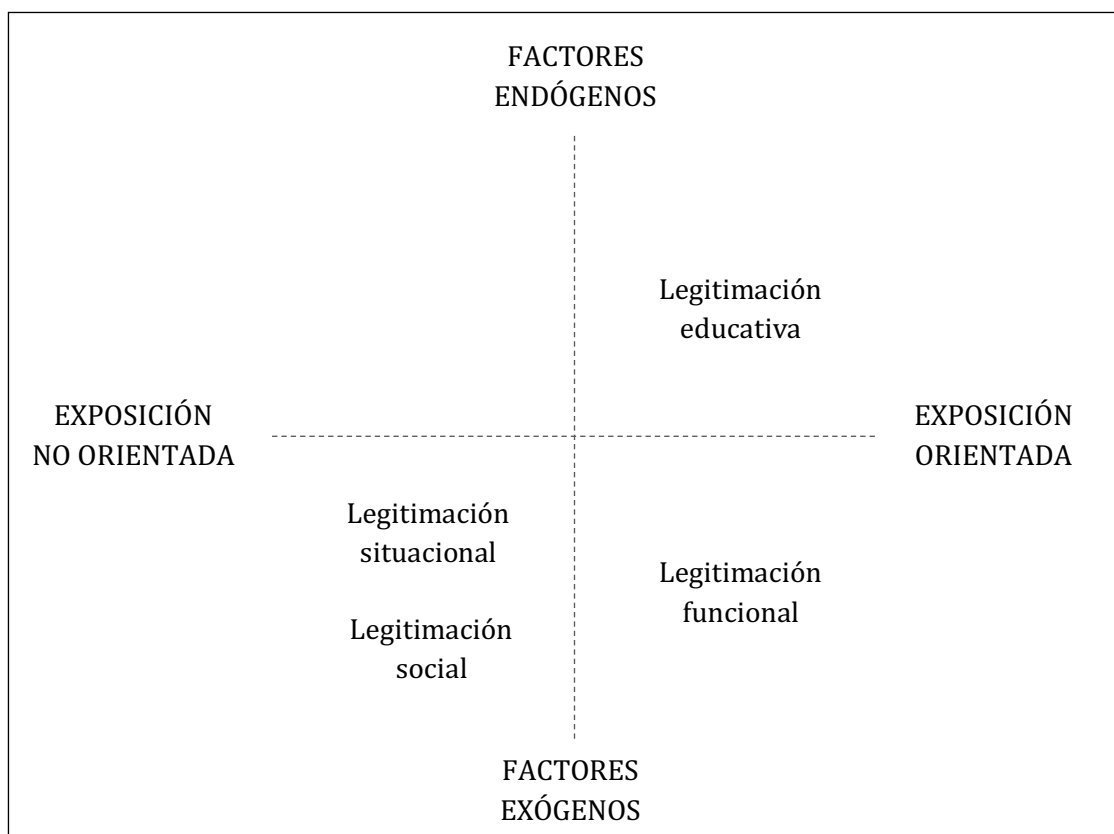 FACTORES
ENDÓGENOS
Legitimación
educativa
EXPOSICIÓN
NO ORIENTADA
EXPOSICIÓN
ORIENTADA
Legitimación
situacional
Legitimación
funcional
Legitimación
social
FACTORES
EXÓGENOS